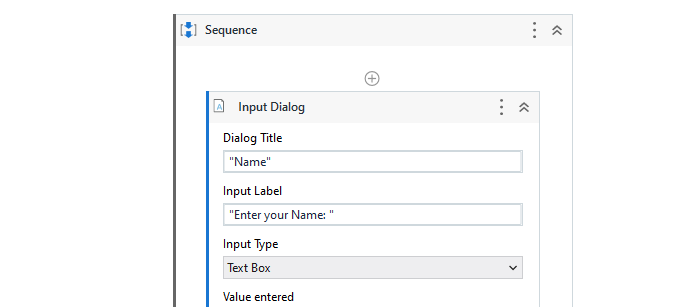 Sequence
Input Dialog
Dialog Title
"Name"
Input Label
"Enter your Name: "
Input Type
Text Box
Value entered